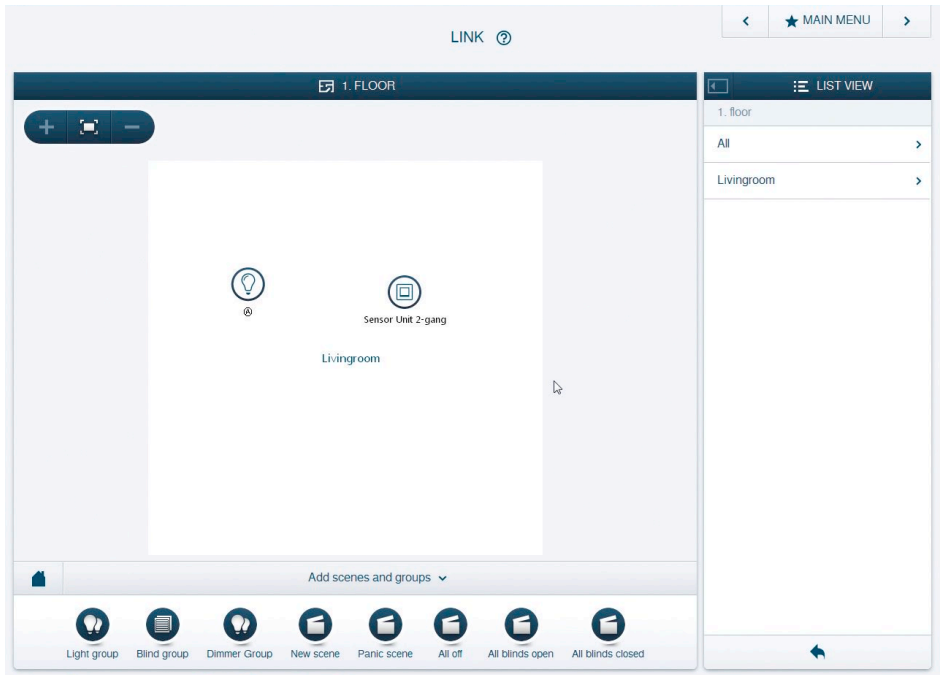 LINK ?
MAIN MENU
1. FLOOR
LIST VIEW
1. floor
All
Livingroom
Ⓐ
Sensor Unit 2-gang
Livingroom
Add scenes and groups
Light group
Blind group
Dimmer Group
New scene
Panic scene
All off
All blinds open
All blinds closed